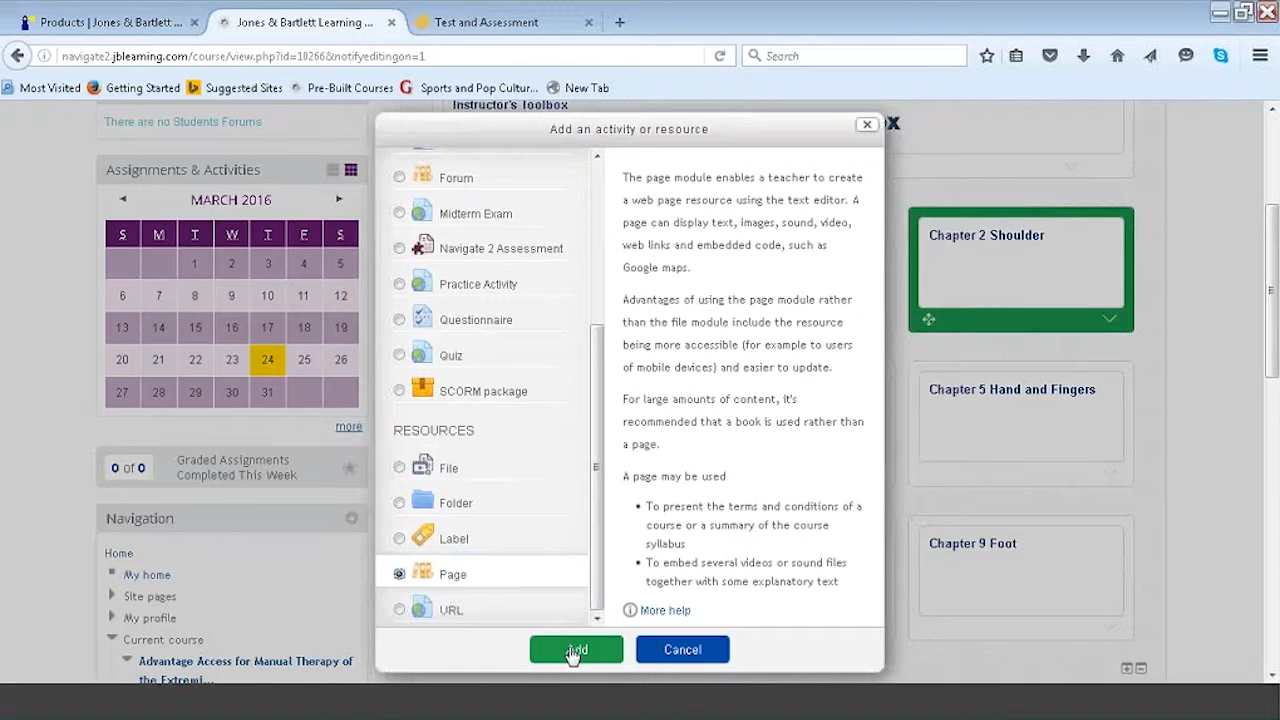 Products | Jones & Bartlett ...
Jones & Bartlett Learning ...
Test and Assessment
navigate2.jblearning.com/course/view.php?id=10266&notifyeditingon=1
Search
Most Visited
Getting Started
Suggested Sites
Pre-Built Courses
Sports and Pop Cultur...
New Tab
There are no Students Forums
Assignments & Activities
MARCH 2016
S M T W T F S
1 2 3 4 5
6 7 8 9 10 11 12
13 14 15 16 17 18 19
20 21 22 23 24 25 26
27 28 29 30 31
more
0 of 0
Graded Assignments
Completed This Week
Navigation
Home
My home
Site pages
My profile
Current course
Advantage Access for Manual Therapy of
the Extremi...
Instructor's Toolbox
Add an activity or resource
Forum
Midterm Exam
Navigate 2 Assessment
Practice Activity
Questionnaire
Quiz
SCORM package
RESOURCES
File
Folder
Label
Page
URL
The page module enables a teacher to create
a web page resource using the text editor. A
page can display text, images, sound, video,
web links and embedded code, such as
Google maps.
Advantages of using the page module rather
than the file module include the resource
being more accessible (for example to users
of mobile devices) and easier to update.
For large amounts of content, it's
recommended that a book is used rather than
a page.
A page may be used
• To present the terms and conditions of a
course or a summary of the course
syllabus
• To embed several videos or sound files
together with some explanatory text
More help
Add
Cancel
Chapter 2 Shoulder
Chapter 5 Hand and Fingers
Chapter 9 Foot